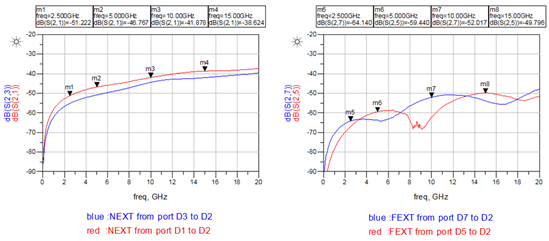 m1
freq=2.500GHz
dB(S(2,1))=-51.222
m2
freq=5.000GHz
dB(S(2,1))=-46.767
m3
freq=10.00GHz
dB(S(2,1))=-41.878
m4
freq=15.00GHz
dB(S(2,1))=-38.624
-20
-30
-40
-50
-60
-70
-80
-90
dB(S(2,3))
dB(S(2,1))
m1
m2
m3
m4
0 2 4 6 8 10 12 14 16 18 20
freq, GHz
blue :NEXT from port D3 to D2
red :NEXT from port D1 to D2
m5
freq=2.500GHz
dB(S(2,7))=-64.140
m6
freq=5.000GHz
dB(S(2,5))=-59.440
m7
freq=10.00GHz
dB(S(2,7))=-52.017
m8
freq=15.00GHz
dB(S(2,5))=-49.796
-20
-30
-40
-50
-60
-70
-80
-90
dB(S(2,7))
dB(S(2,5))
m5
m6
m7
m8
0 2 4 6 8 10 12 14 16 18 20
freq, GHz
blue :FEXT from port D7 to D2
red :FEXT from port D5 to D2